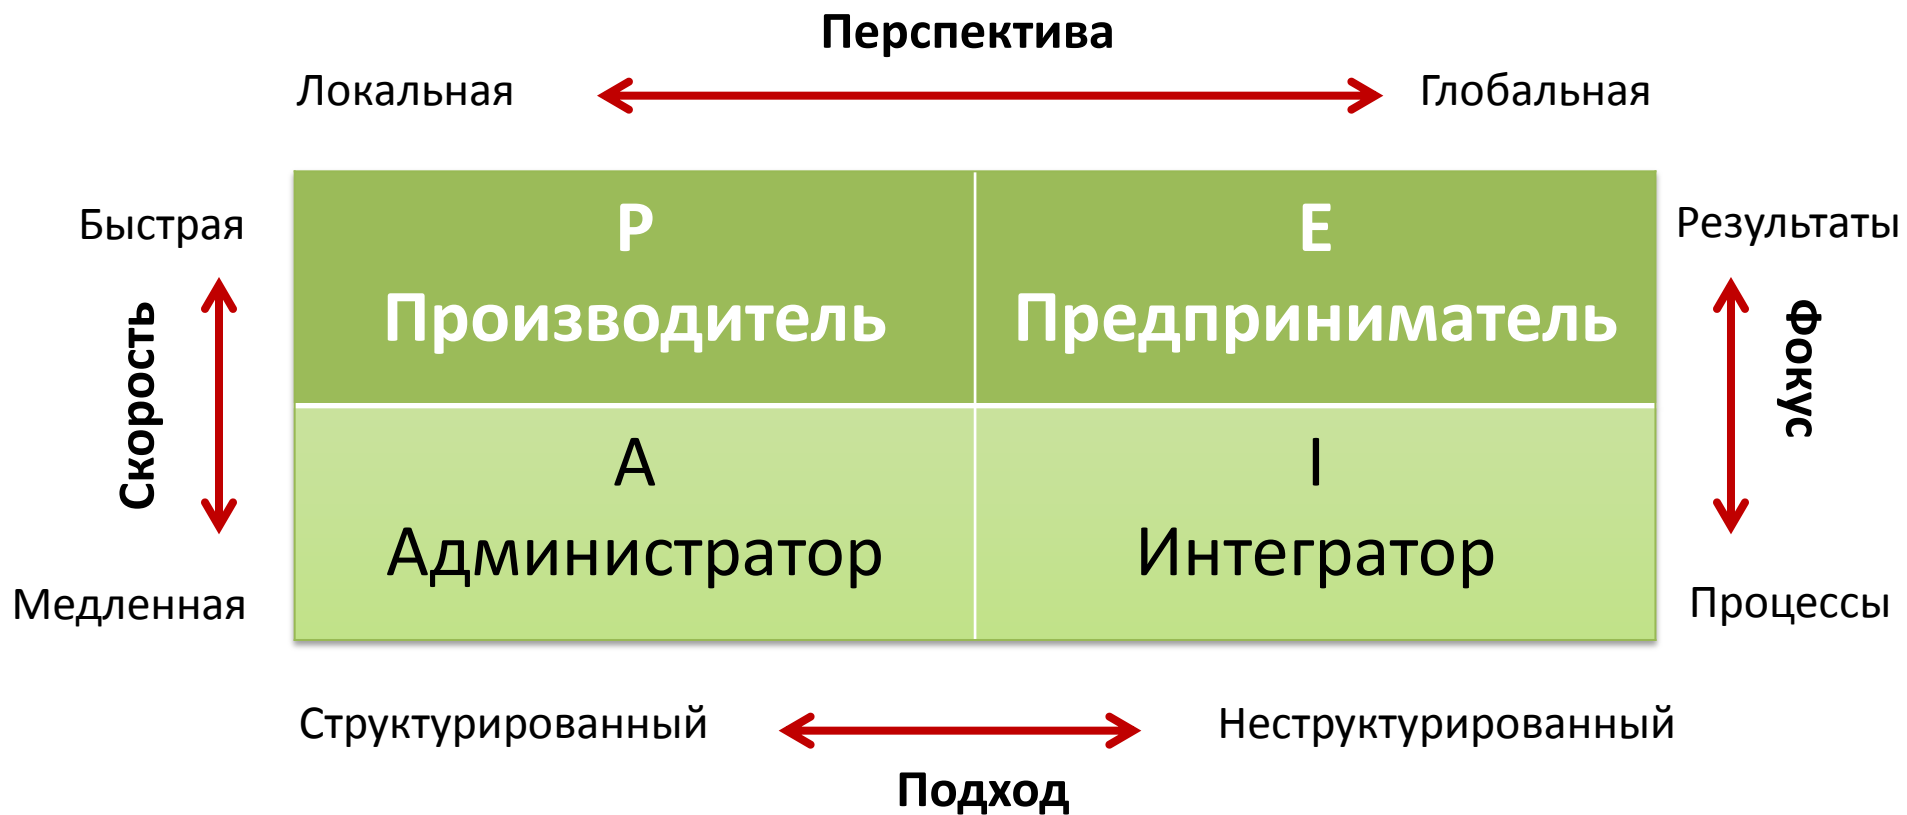 Перспектива
Локальная
Глобальная
Быстрая
P
Производитель
E
Предприниматель
Результаты
Скорость
Фокус
A
Администратор
I
Интегратор
Медленная
Процессы
Структурированный
Неструктурированный
Подход